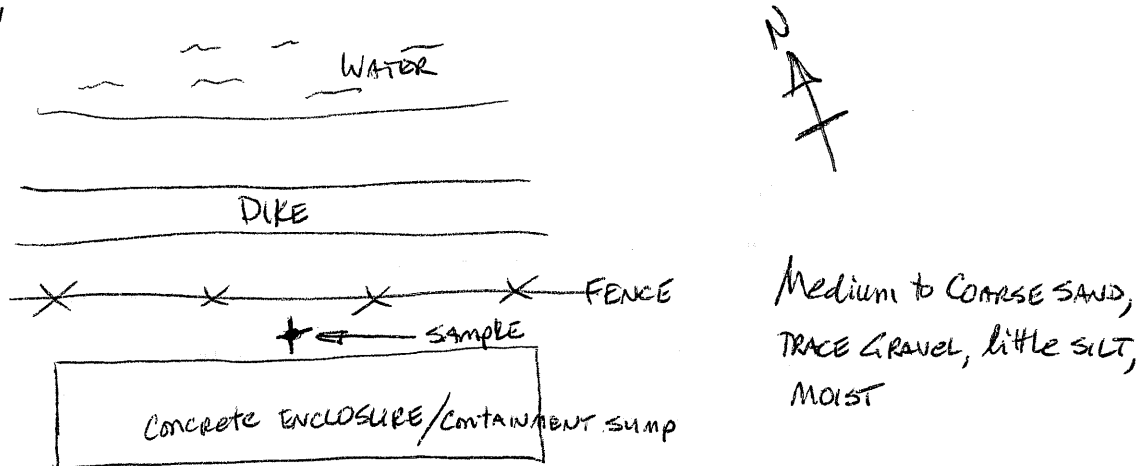 N
WATER
DIKE
FENCE
SAMPLE
Concrete ENCLOSURE/CONTAINMENT SUMP
Medium to COARSE SAND,
TRACE GRAVEL, little SILT,
MOIST